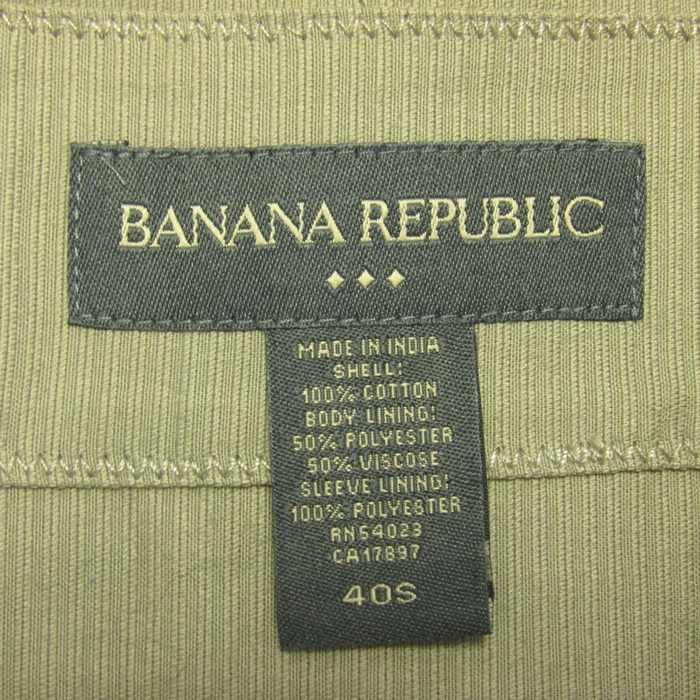 BANANA REPUBLIC
MADE IN INDIA
SHELL:
100% COTTON
BODY LINING:
50% POLYESTER
50% VISCOSE
SLEEVE LINING:
100% POLYESTER
RN54023
CA17897
40S